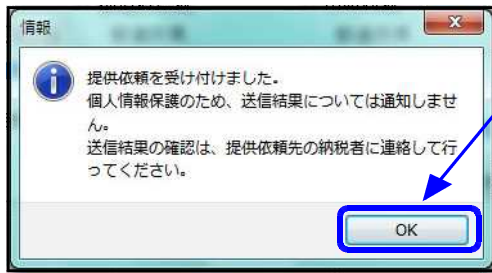 情報
提供依頼を受け付けました。
個人情報保護のため、送信結果については通知しませ
ん。
送信結果の確認は、提供依頼先の納税者に連絡して行
ってください。
OK